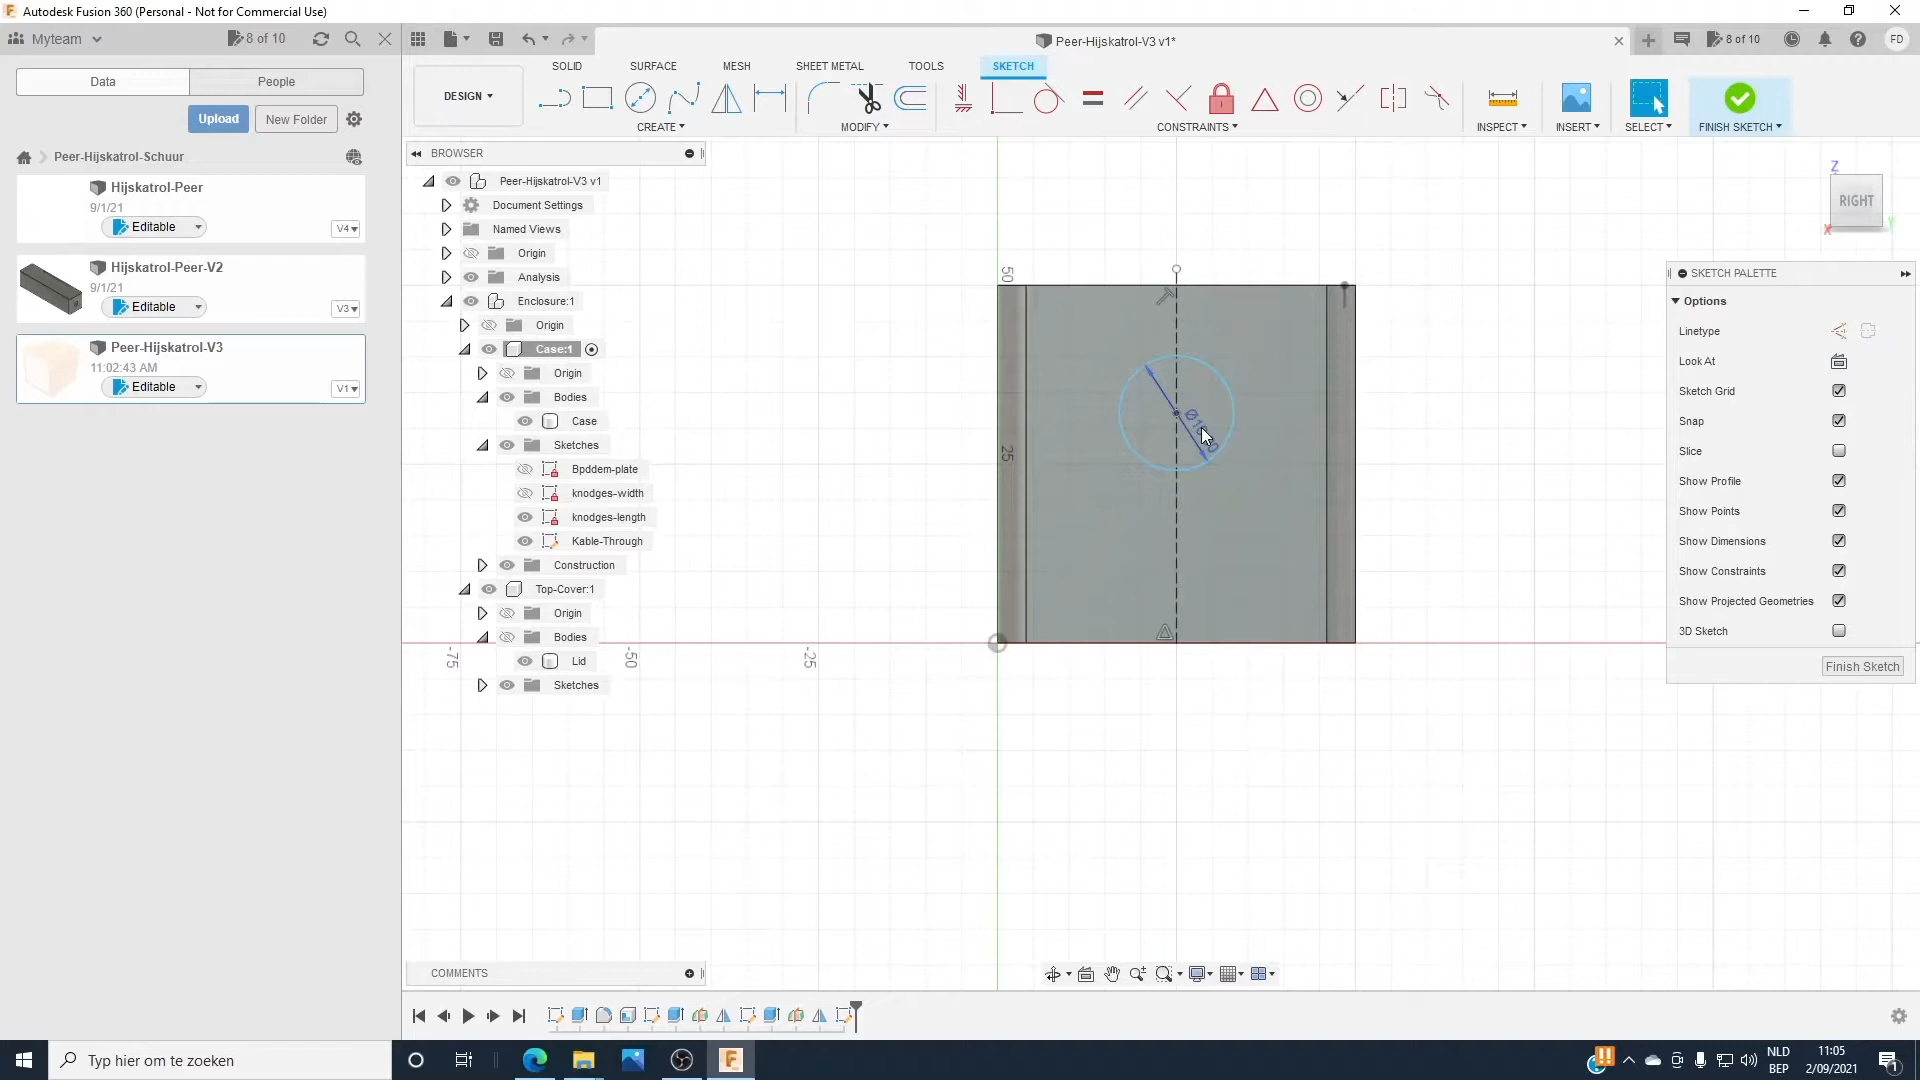 Autodesk Fusion 360 (Personal - Not for Commercial Use)
Myteam
8 of 10
Peer-Hijskatrol-V3 v1*
8 of 10
FD
Data
People
Upload
New Folder
Peer-Hijskatrol-Schuur
Hijskatrol-Peer
9/1/21
Editable
V4
Hijskatrol-Peer-V2
9/1/21
Editable
V3
Peer-Hijskatrol-V3
11:02:43 AM
Editable
V1
DESIGN
SOLID
SURFACE
MESH
SHEET METAL
TOOLS
SKETCH
CREATE
MODIFY
CONSTRAINTS
INSPECT
INSERT
SELECT
FINISH SKETCH
BROWSER
Peer-Hijskatrol-V3 v1
Document Settings
Named Views
Origin
Analysis
Enclosure:1
Origin
Case:1
Origin
Bodies
Case
Sketches
Bpddem-plate
knodges-width
knodges-length
Kable-Through
Construction
Top-Cover:1
Origin
Bodies
Lid
Sketches
50
25
-75
-50
-25
Z
RIGHT
X
Y
SKETCH PALETTE
Options
Linetype
Look At
Sketch Grid
Snap
Slice
Show Profile
Show Points
Show Dimensions
Show Constraints
Show Projected Geometries
3D Sketch
Finish Sketch
COMMENTS
Typ hier om te zoeken
NLD
BEP
11:05
2/09/2021
1